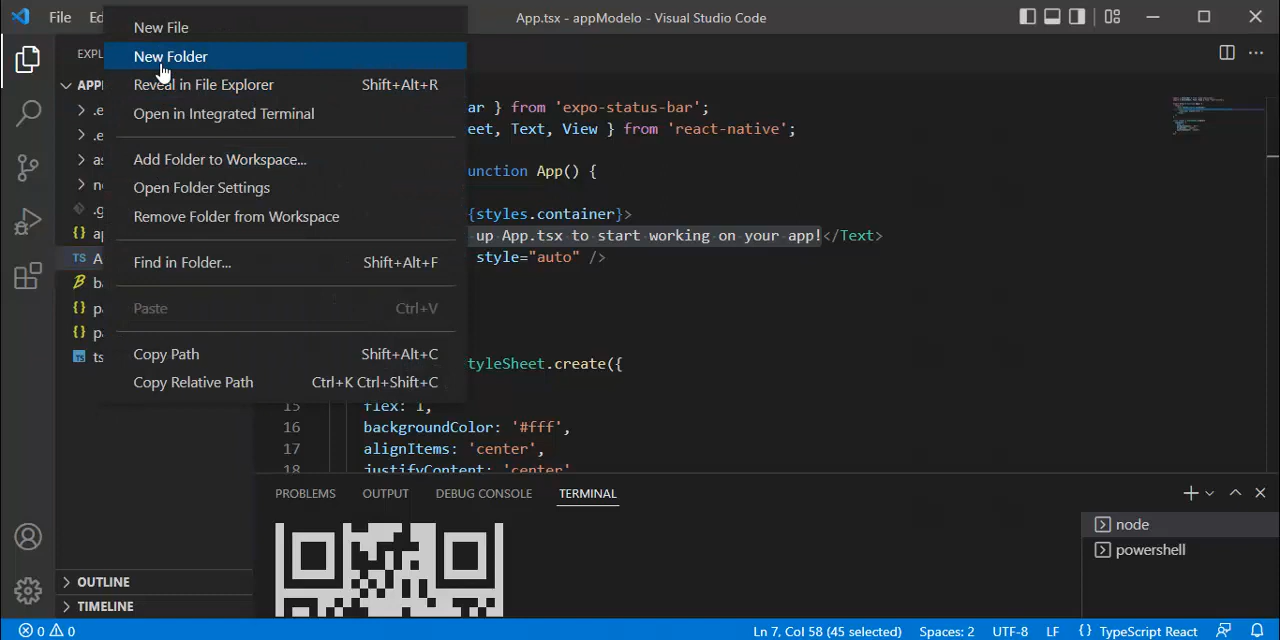 File Ed App.tsx - appModelo - Visual Studio Code
New File
New Folder
Reveal in File Explorer Shift+Alt+R
Open in Integrated Terminal
Add Folder to Workspace...
Open Folder Settings
Remove Folder from Workspace
Find in Folder... Shift+Alt+F
Paste Ctrl+V
Copy Path Shift+Alt+C
Copy Relative Path Ctrl+K Ctrl+Shift+C
EXPL
APP
.e
.e
as
.g
{} ap
TS A
ba
{} p
{} p
TS ts
OUTLINE
TIMELINE
ar } from 'expo-status-bar';
eet, Text, View } from 'react-native';
unction App() {
{styles.container}>
up App.tsx to start working on your app!</Text>
style="auto" />
tyleSheet.create({
15 flex: 1,
16 backgroundColor: '#fff',
17 alignItems: 'center',
18 justifyContent: 'center'
PROBLEMS OUTPUT DEBUG CONSOLE TERMINAL
node
powershell
0 0 Ln 7, Col 58 (45 selected) Spaces: 2 UTF-8 LF {} TypeScript React